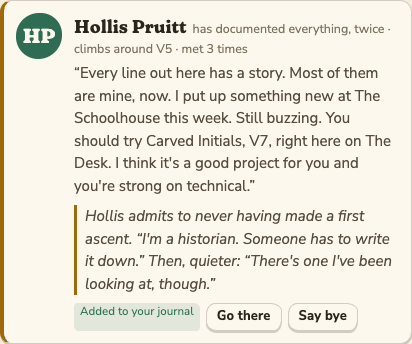 HP
Hollis Pruitt has documented everything, twice ·
climbs around V5 · met 3 times
“Every line out here has a story. Most of them
are mine, now. I put up something new at The
Schoolhouse this week. Still buzzing. You
should try Carved Initials, V7, right here on The
Desk. I think it's a good project for you and
you're strong on technical.”
Hollis admits to never having made a first
ascent. “I'm a historian. Someone has to write
it down.” Then, quieter: “There's one I've been
looking at, though.”
Added to your journal Go there Say bye